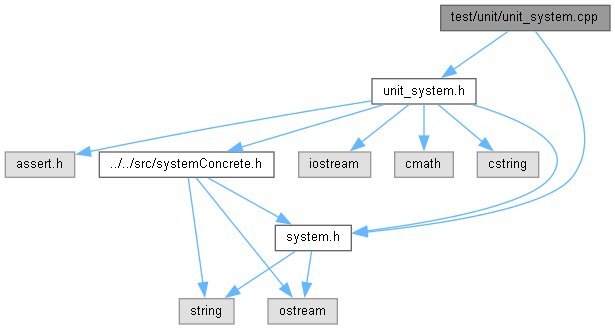 test/unit/unit_system.cpp
unit_system.h
assert.h
../../src/systemConcrete.h
iostream
cmath
cstring
system.h
string
ostream